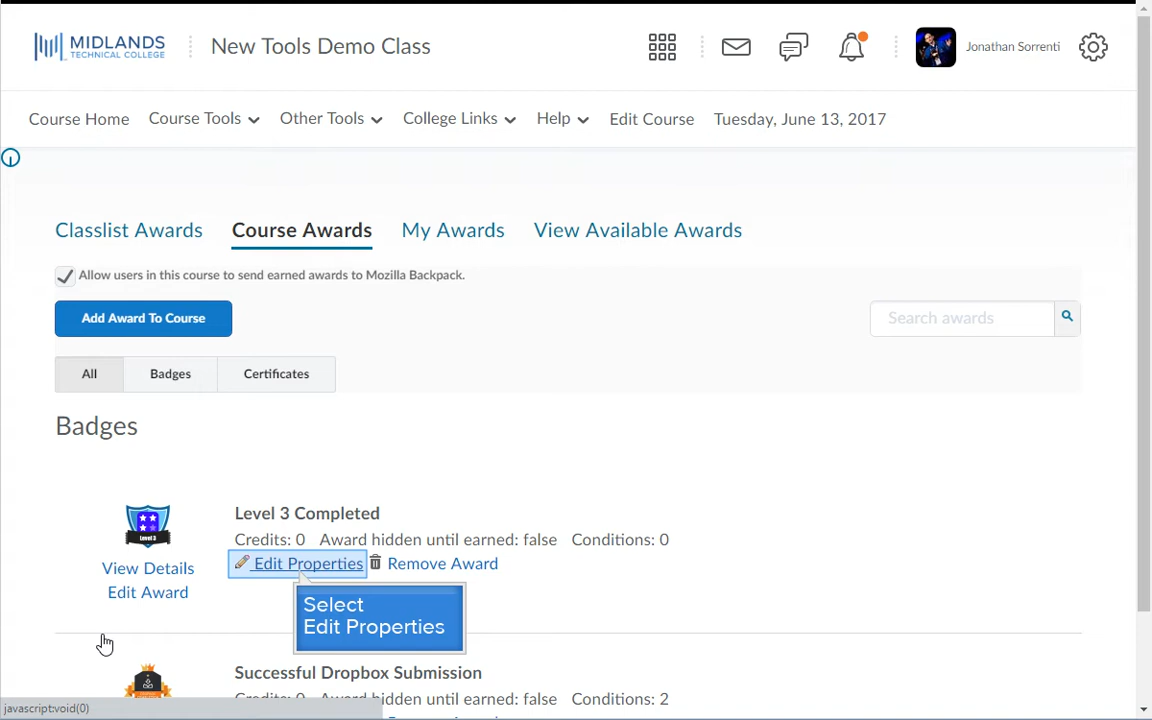 MIDLANDS
TECHNICAL COLLEGE
New Tools Demo Class
Jonathan Sorrenti
Course Home Course Tools Other Tools College Links Help Edit Course Tuesday, June 13, 2017
Classlist Awards Course Awards My Awards View Available Awards
Allow users in this course to send earned awards to Mozilla Backpack.
Add Award To Course
Search awards
All Badges Certificates
Badges
Level 3
Level 3 Completed
Credits: 0 Award hidden until earned: false Conditions: 0
Edit Properties Remove Award
View Details
Edit Award
Select
Edit Properties
Successful Dropbox Submission
Credits: 0 Award hidden until earned: false Conditions: 2
javascript:void(0)